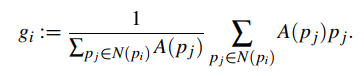 g_i := \frac{1}{\sum_{p_j \in N(p_i)} A(p_j)} \sum_{p_j \in N(p_i)} A(p_j) p_j.